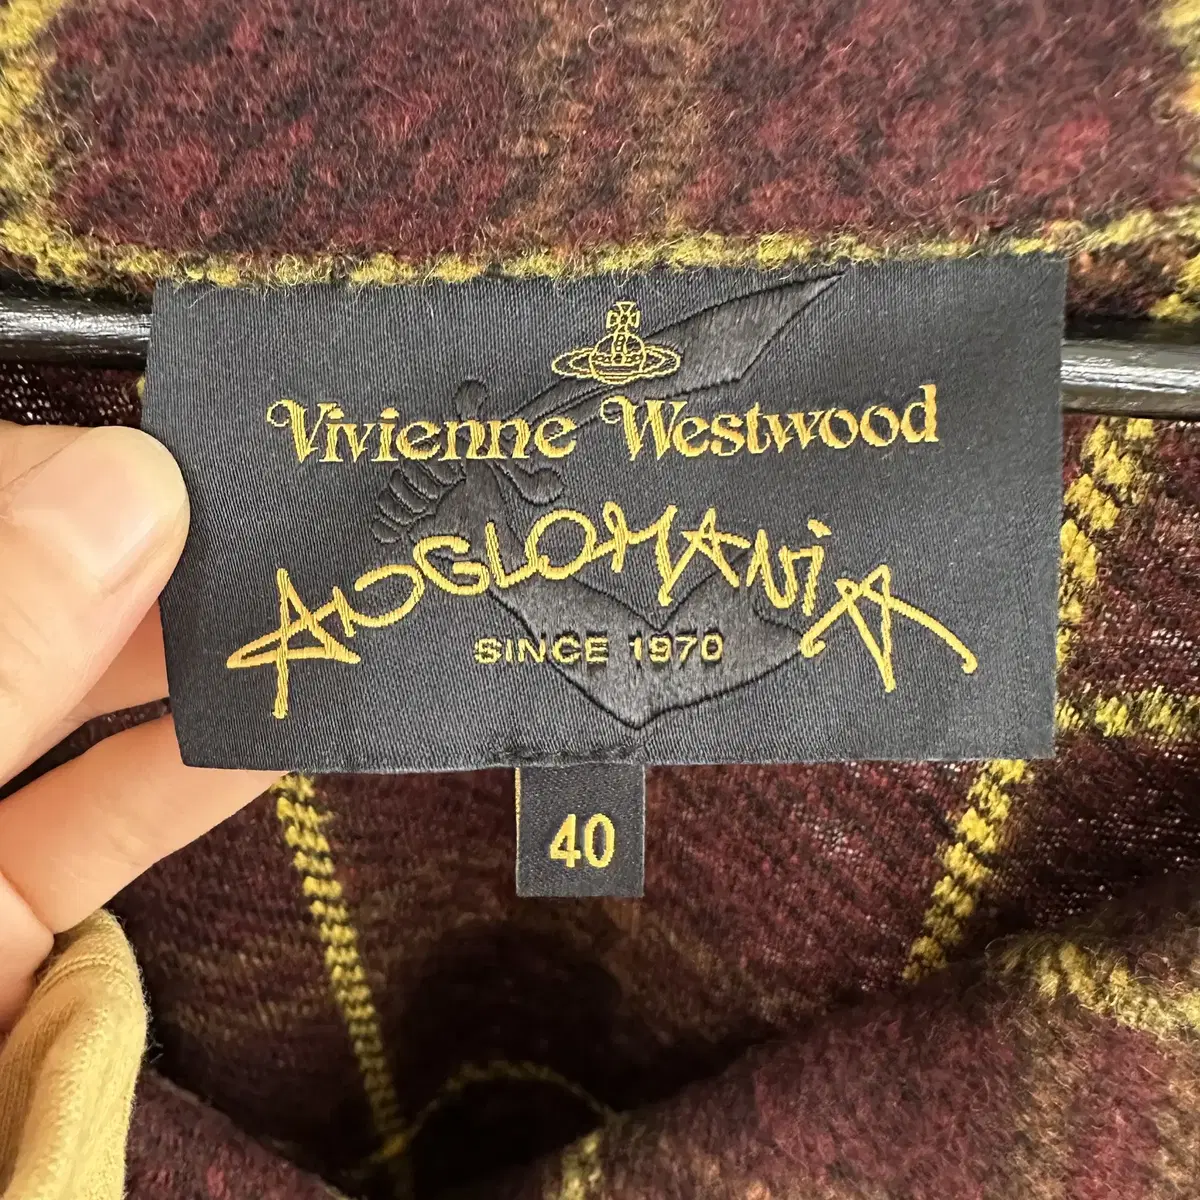 Vivienne Westwood
ANGLOMANiA
SINCE 1970
40